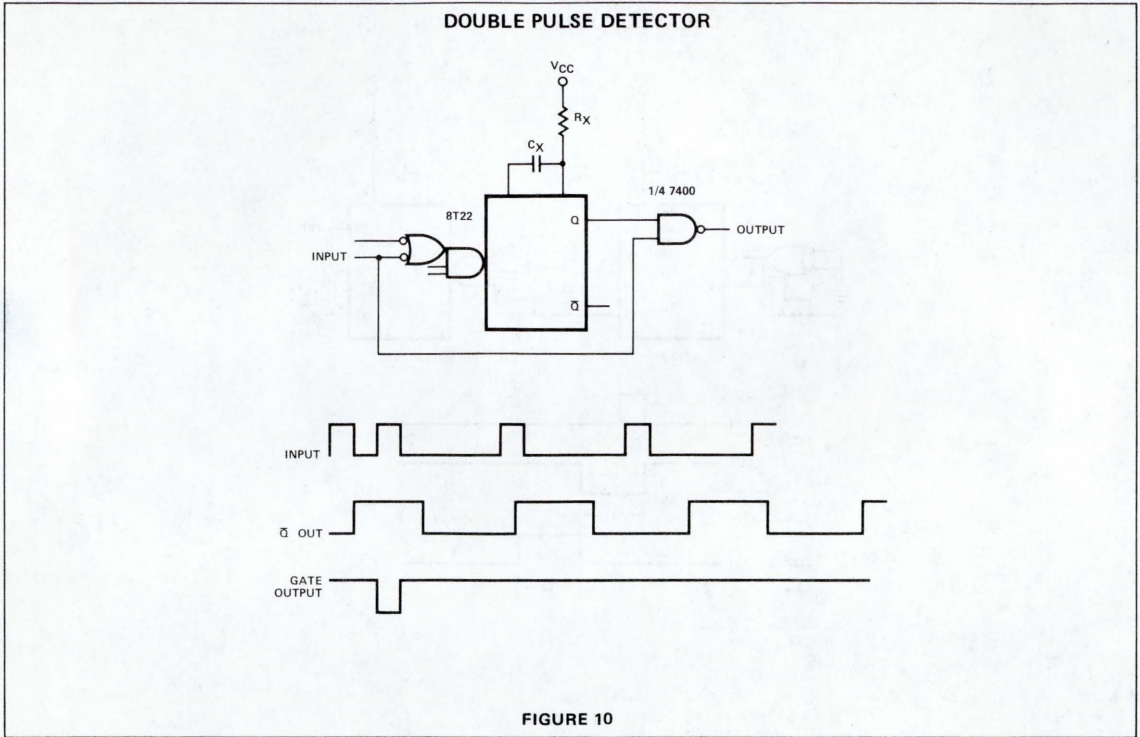 DOUBLE PULSE DETECTOR
VCC
RX
CX
1/4 7400
8T22
Q
OUTPUT
INPUT
Q̅
INPUT
Q̅ OUT
GATE
OUTPUT
FIGURE 10